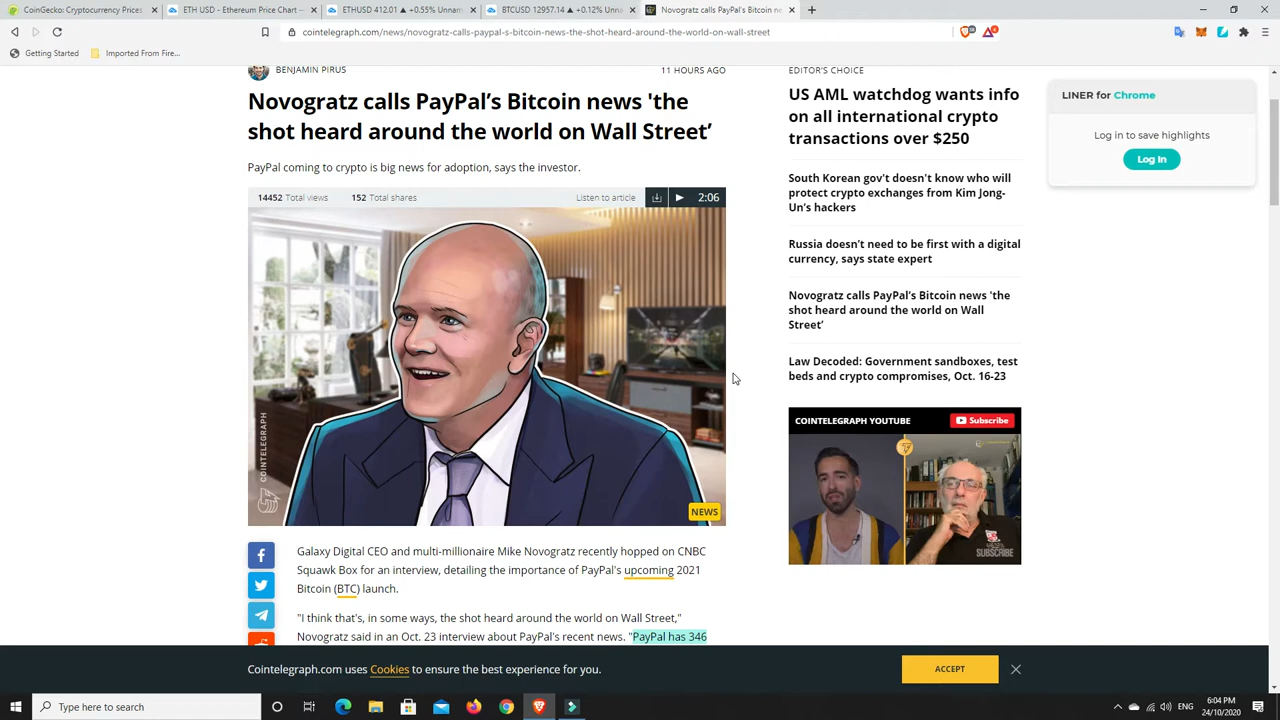 CoinGecko: Cryptocurrency Prices
ETH USD - Ethereum Price Chart
ETHUSD 412.01 ▲ +0.55% Unna
BTCUSD 12957.14 ▲ +0.12% Unn
Novogratz calls PayPal's Bitcoin ne
cointelegraph.com/news/novogratz-calls-paypal-s-bitcoin-news-the-shot-heard-around-the-world-on-wall-street
Getting Started
Imported From Fire...
BENJAMIN PIRUS
11 HOURS AGO
Novogratz calls PayPal’s Bitcoin news 'the
shot heard around the world on Wall Street’
PayPal coming to crypto is big news for adoption, says the investor.
14452 Total views
152 Total shares
Listen to article
2:06
COINTELEGRAPH
NEWS
Galaxy Digital CEO and multi-millionaire Mike Novogratz recently hopped on CNBC
Squawk Box for an interview, detailing the importance of PayPal's upcoming 2021
Bitcoin (BTC) launch.
"I think that's, in some ways, the shot heard around the world on Wall Street,"
Novogratz said in an Oct. 23 interview about PayPal's recent news. "PayPal has 346
EDITOR'S CHOICE
US AML watchdog wants info
on all international crypto
transactions over $250
South Korean gov't doesn't know who will
protect crypto exchanges from Kim Jong-
Un’s hackers
Russia doesn’t need to be first with a digital
currency, says state expert
Novogratz calls PayPal’s Bitcoin news 'the
shot heard around the world on Wall
Street’
Law Decoded: Government sandboxes, test
beds and crypto compromises, Oct. 16-23
COINTELEGRAPH YOUTUBE
Subscribe
SUBSCRIBE
LINER for Chrome
Log in to save highlights
Log In
Cointelegraph.com uses Cookies to ensure the best experience for you.
ACCEPT
Type here to search
ENG
6:04 PM
24/10/2020